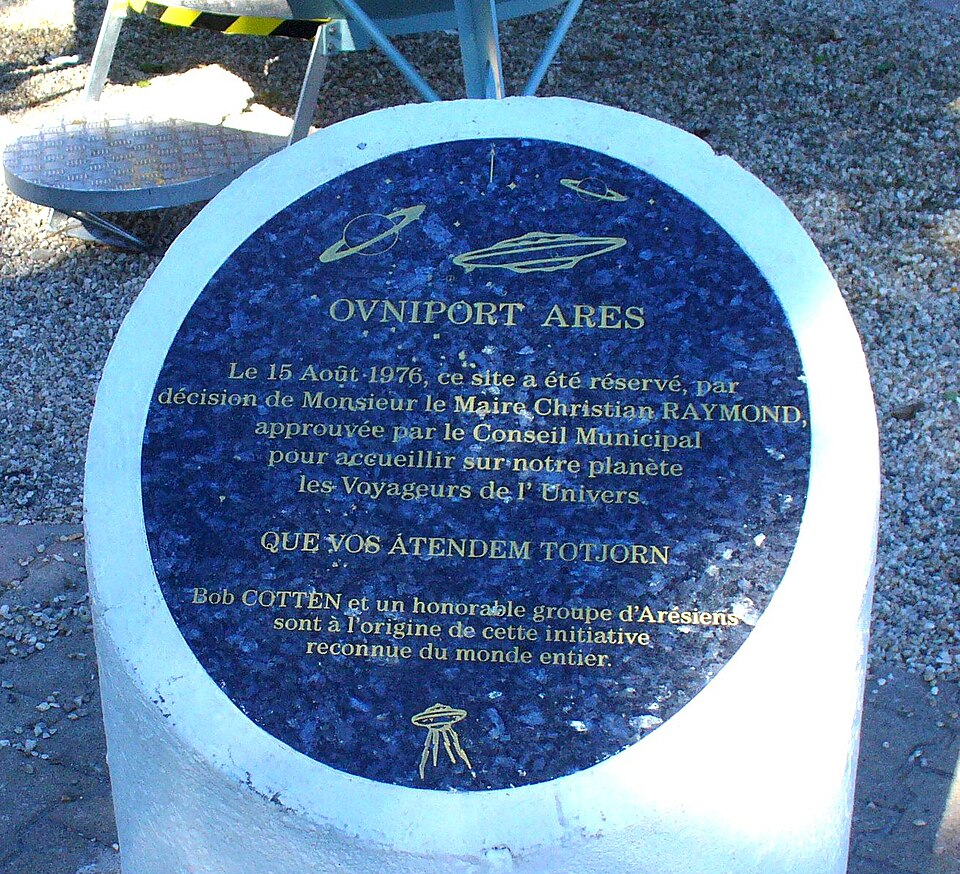 OVNIPORT ARES
Le 15 Août 1976, ce site a été réservé, par
décision de Monsieur le Maire Christian RAYMOND,
approuvée par le Conseil Municipal
pour accueillir sur notre planète
les Voyageurs de l' Univers
QUE VOS ATENDEM TOTJORN
Bob COTTEN et un honorable groupe d'Arésiens
sont à l'origine de cette initiative
reconnue du monde entier.